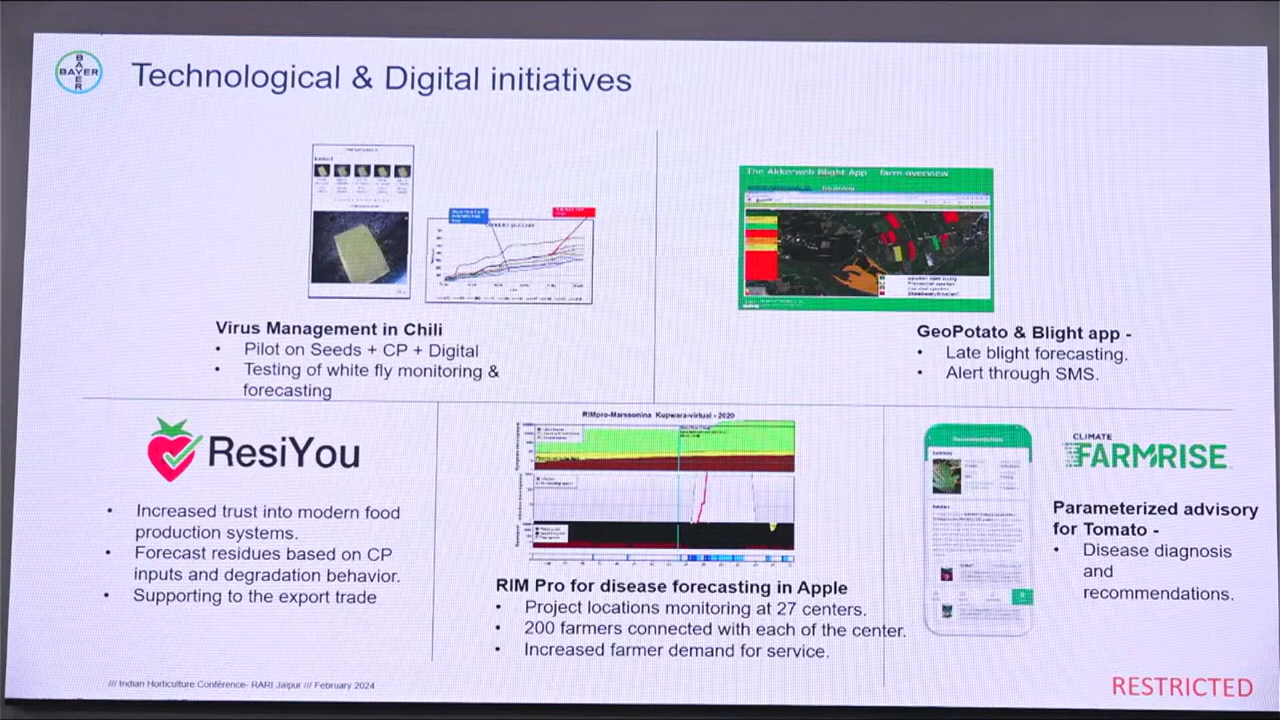 BAYER
BAYER
Technological & Digital initiatives
Virus Management in Chili
• Pilot on Seeds + CP + Digital
• Testing of white fly monitoring &
forecasting
The Akkerweb Blight App farm overview
GeoPotato & Blight app -
• Late blight forecasting.
• Alert through SMS.
ResiYou
• Increased trust into modern food
production systems.
• Forecast residues based on CP
inputs and degradation behavior.
• Supporting to the export trade
RIMpro-Marssonina Kupwara-virtual - 2020
RIM Pro for disease forecasting in Apple
• Project locations monitoring at 27 centers.
• 200 farmers connected with each of the center.
• Increased farmer demand for service.
Recommendations
CLIMATE
FARMRISE
Parameterized advisory
for Tomato -
• Disease diagnosis
and
recommendations.
/// Indian Horticulture Conference- RARI Jaipur /// February 2024
RESTRICTED